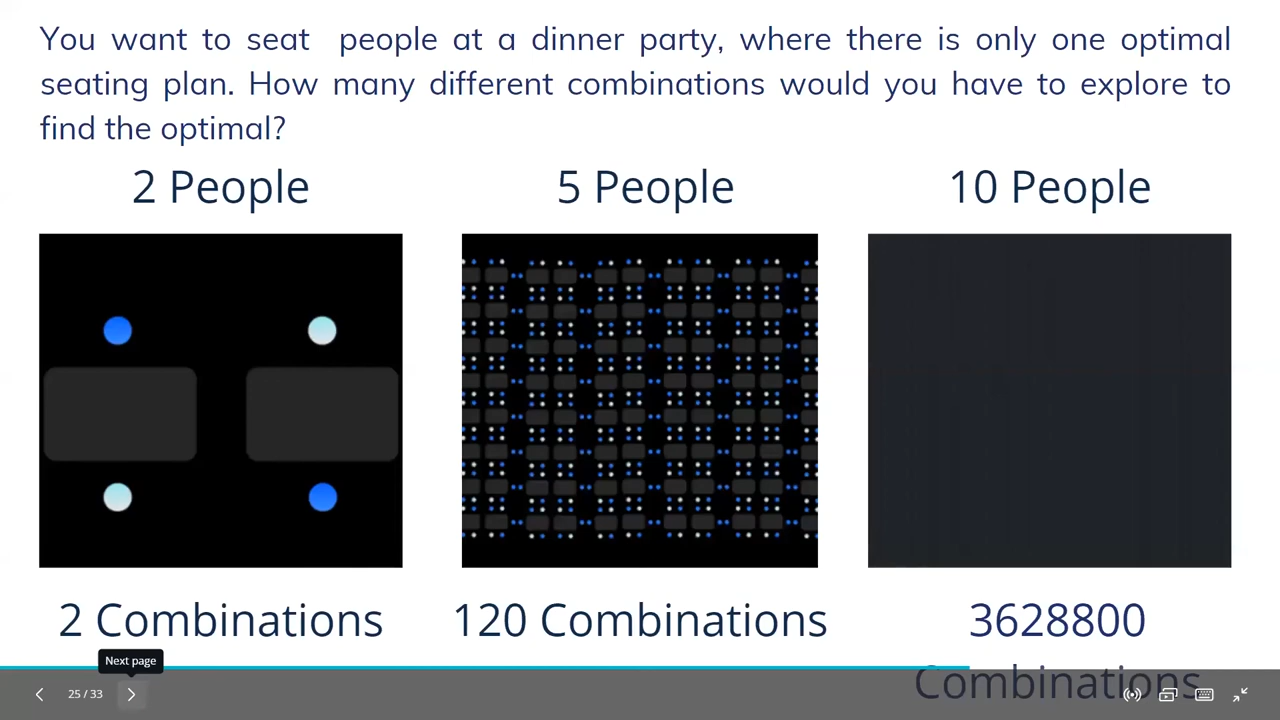 You want to seat people at a dinner party, where there is only one optimal
seating plan. How many different combinations would you have to explore to
find the optimal?
2 People
5 People
10 People
2 Combinations
120 Combinations
3628800
Combinations
Next page
25 / 33